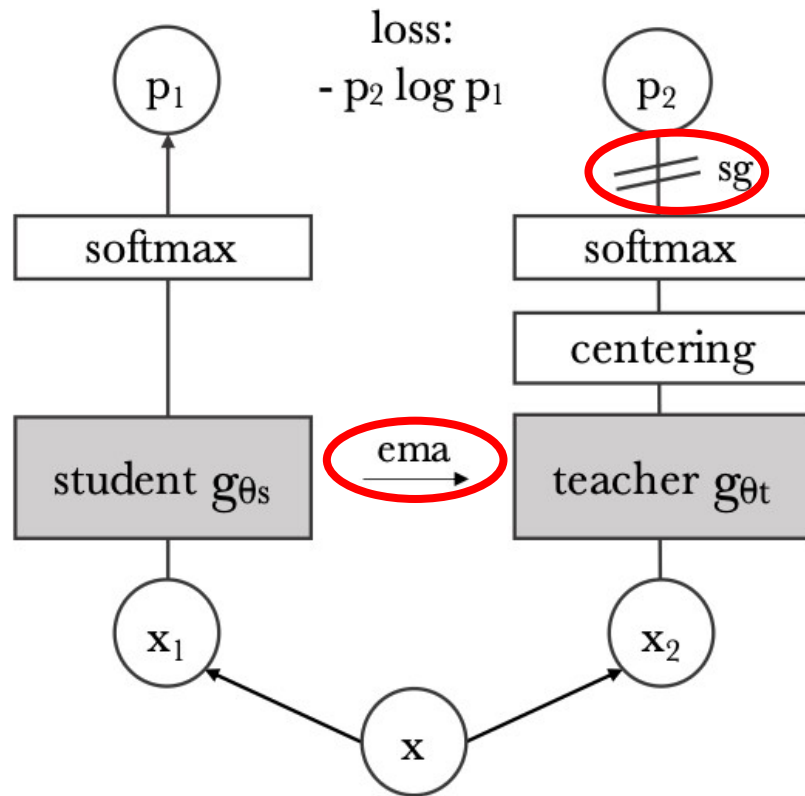 loss:
- p₂ log p₁
p₁
p₂
sg
softmax
softmax
centering
student gθs
ema
teacher gθt
x₁
x₂
x